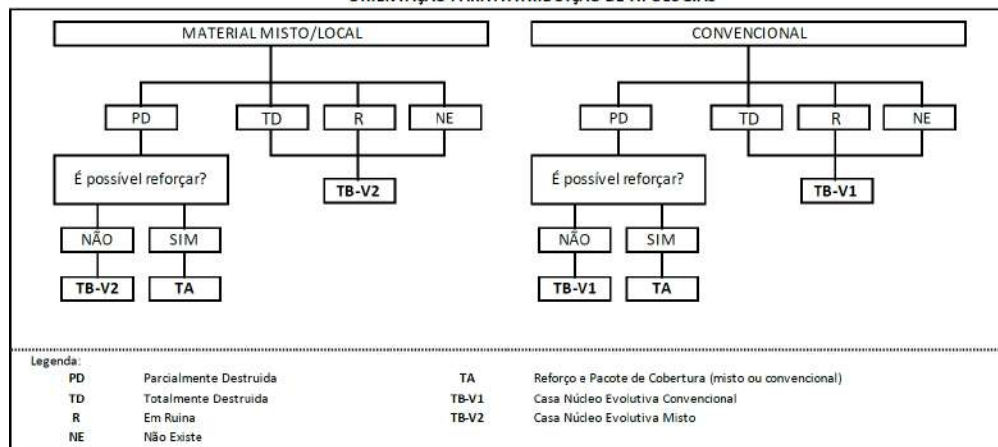 MATERIAL MISTO/LOCAL CONVENCIONAL
PD TD R NE PD TD R NE
É possível reforçar? TB-V2 É possível reforçar? TB-V1
NÃO SIM NÃO SIM
TB-V2 TA TB-V1 TA
Legenda:
PD Parcialmente Destruida TA Reforço e Pacote de Cobertura (misto ou convencional)
TD Totalmente Destruida TB-V1 Casa Núcleo Evolutiva Convencional
R Em Ruina TB-V2 Casa Núcleo Evolutiva Misto
NE Não Existe